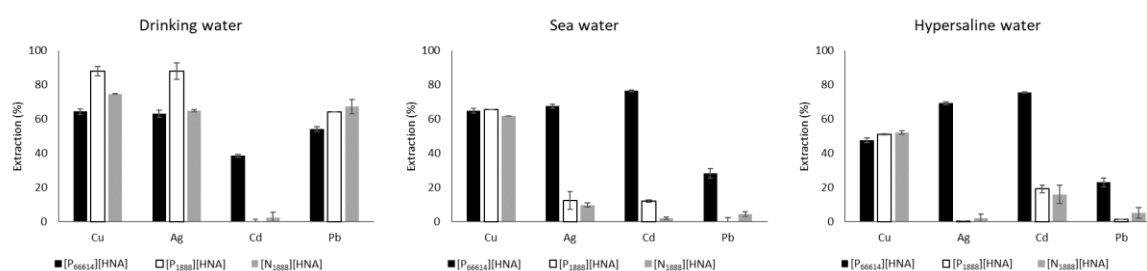 Drinking water
Extraction (%)
100
80
60
40
20
0
Cu Ag Cd Pb
[P₆₆₆₁₄][HNA] [P₁₈₈₈][HNA] [N₁₈₈₈][HNA]
Sea water
Extraction (%)
100
80
60
40
20
0
Cu Ag Cd Pb
[P₆₆₆₁₄][HNA] [P₁₈₈₈][HNA] [N₁₈₈₈][HNA]
Hypersaline water
Extraction (%)
100
80
60
40
20
0
Cu Ag Cd Pb
[P₆₆₆₁₄][HNA] [P₁₈₈₈][HNA] [N₁₈₈₈][HNA]